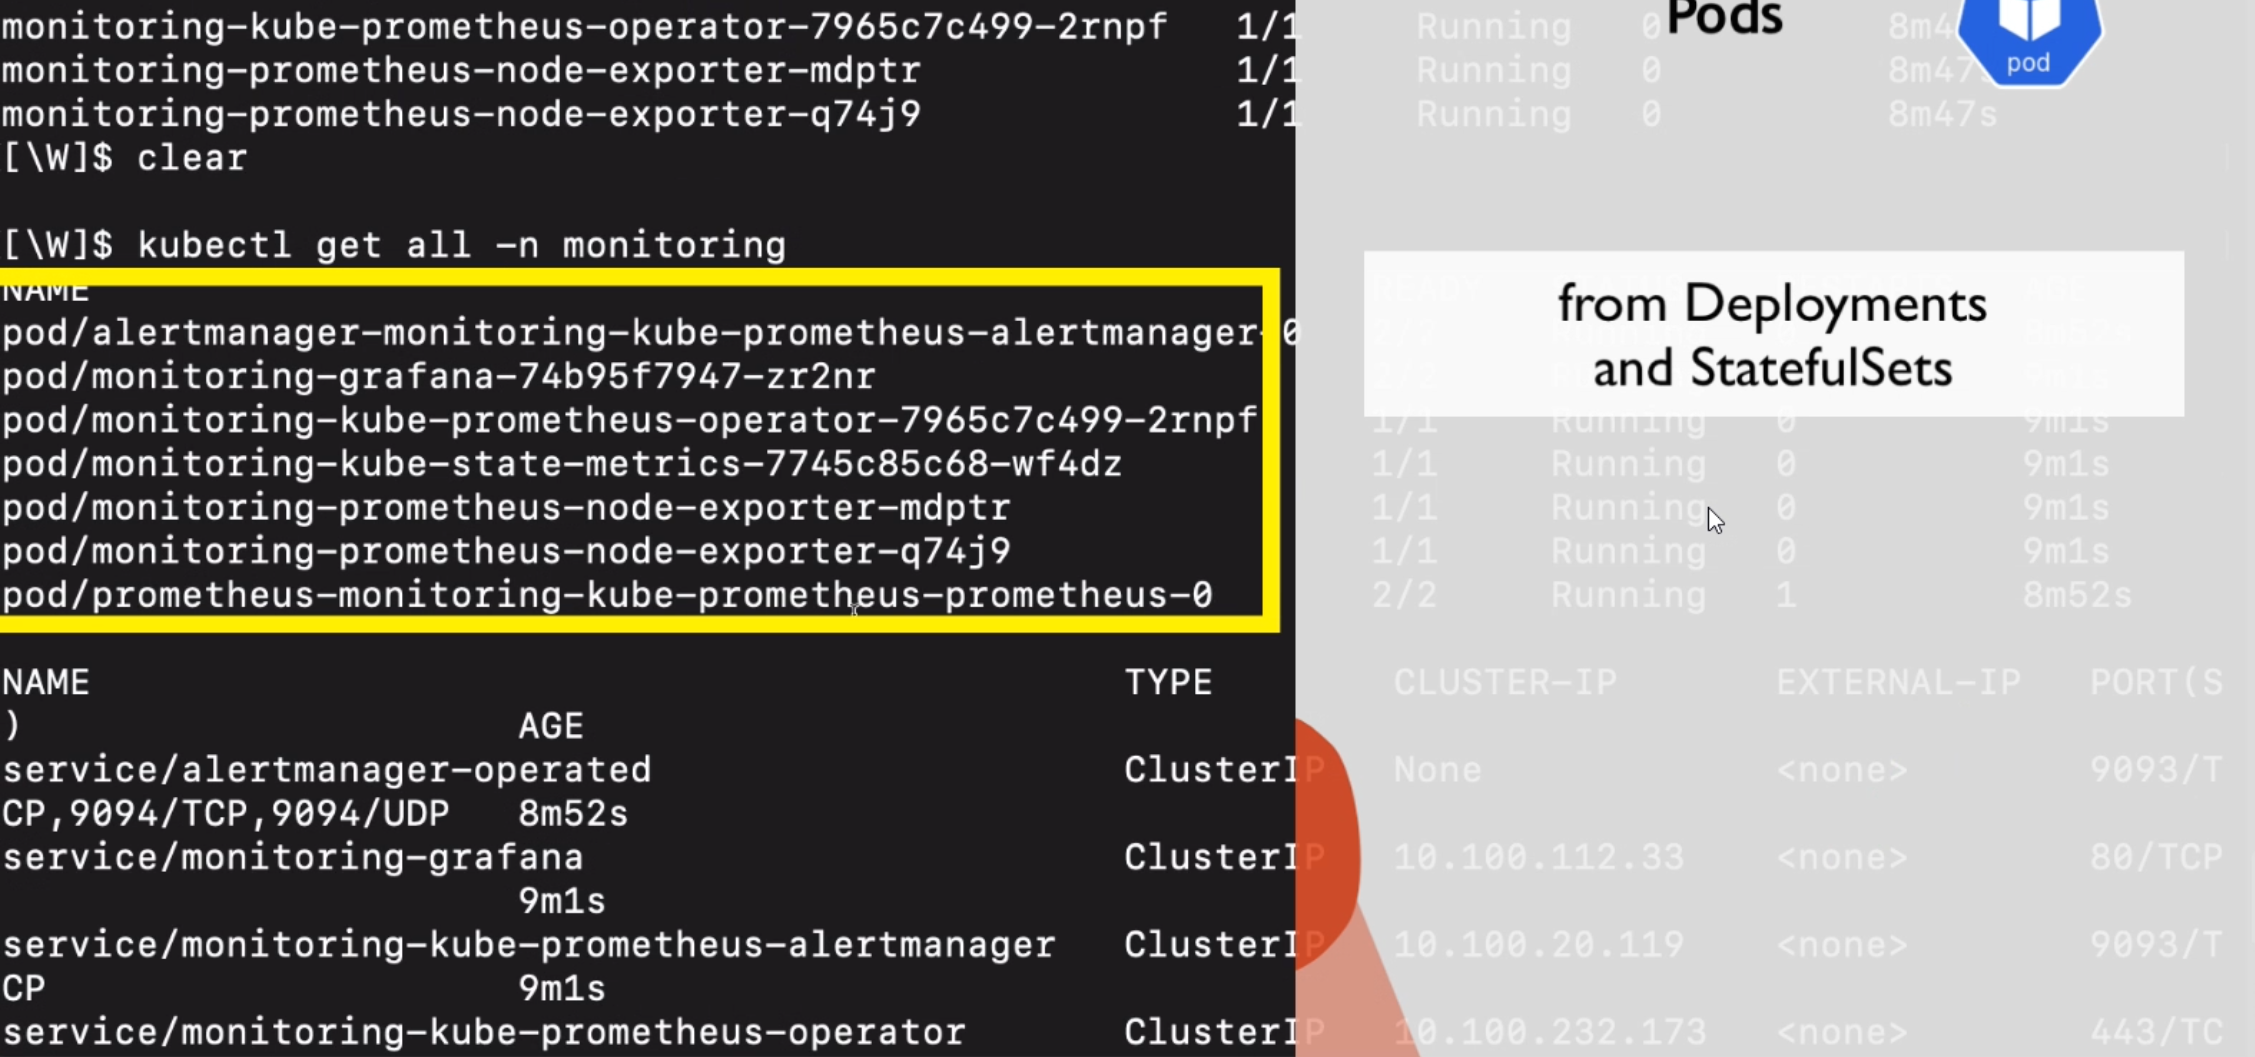 monitoring-kube-prometheus-operator-7965c7c499-2rnpf 1/1 Running 0 8m4
monitoring-prometheus-node-exporter-mdptr 1/1 Running 0 8m47s
monitoring-prometheus-node-exporter-q74j9 1/1 Running 0 8m47s
Pods
pod
[\W]$ clear
[\W]$ kubectl get all -n monitoring
NAME READY AGE
pod/alertmanager-monitoring-kube-prometheus-alertmanager-0 2/2 8m52s
pod/monitoring-grafana-74b95f7947-zr2nr 2/2 9m1s
pod/monitoring-kube-prometheus-operator-7965c7c499-2rnpf 1/1 Running 0 9m1s
pod/monitoring-kube-state-metrics-7745c85c68-wf4dz 1/1 Running 0 9m1s
pod/monitoring-prometheus-node-exporter-mdptr 1/1 Running 0 9m1s
pod/monitoring-prometheus-node-exporter-q74j9 1/1 Running 0 9m1s
pod/prometheus-monitoring-kube-prometheus-prometheus-0 2/2 Running 1 8m52s
from Deployments
and StatefulSets
NAME TYPE CLUSTER-IP EXTERNAL-IP PORT(S
) AGE
service/alertmanager-operated ClusterIP None <none> 9093/T
CP,9094/TCP,9094/UDP 8m52s
service/monitoring-grafana ClusterIP 10.100.112.33 <none> 80/TCP
9m1s
service/monitoring-kube-prometheus-alertmanager ClusterIP 10.100.20.119 <none> 9093/T
CP 9m1s
service/monitoring-kube-prometheus-operator ClusterIP 10.100.232.173 <none> 443/TC